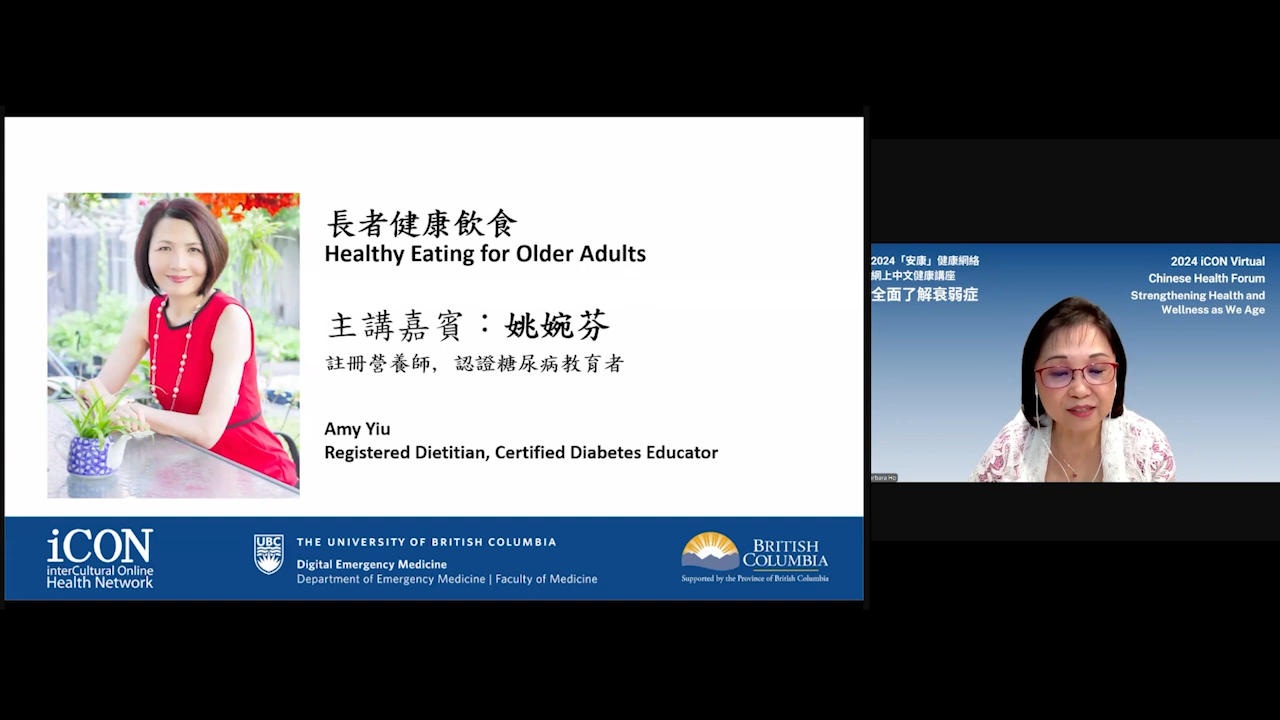 長者健康飲食
Healthy Eating for Older Adults
主講嘉賓：姚婉芬
註冊營養師, 認證糖尿病教育者
Amy Yiu
Registered Dietitian, Certified Diabetes Educator
iCON
interCultural Online
Health Network
UBC
THE UNIVERSITY OF BRITISH COLUMBIA
Digital Emergency Medicine
Department of Emergency Medicine | Faculty of Medicine
BRITISH
COLUMBIA
Supported by the Province of British Columbia
2024「安康」健康網絡
網上中文健康講座
全面了解衰弱症
2024 iCON Virtual
Chinese Health Forum
Strengthening Health and
Wellness as We Age
arbara Ho